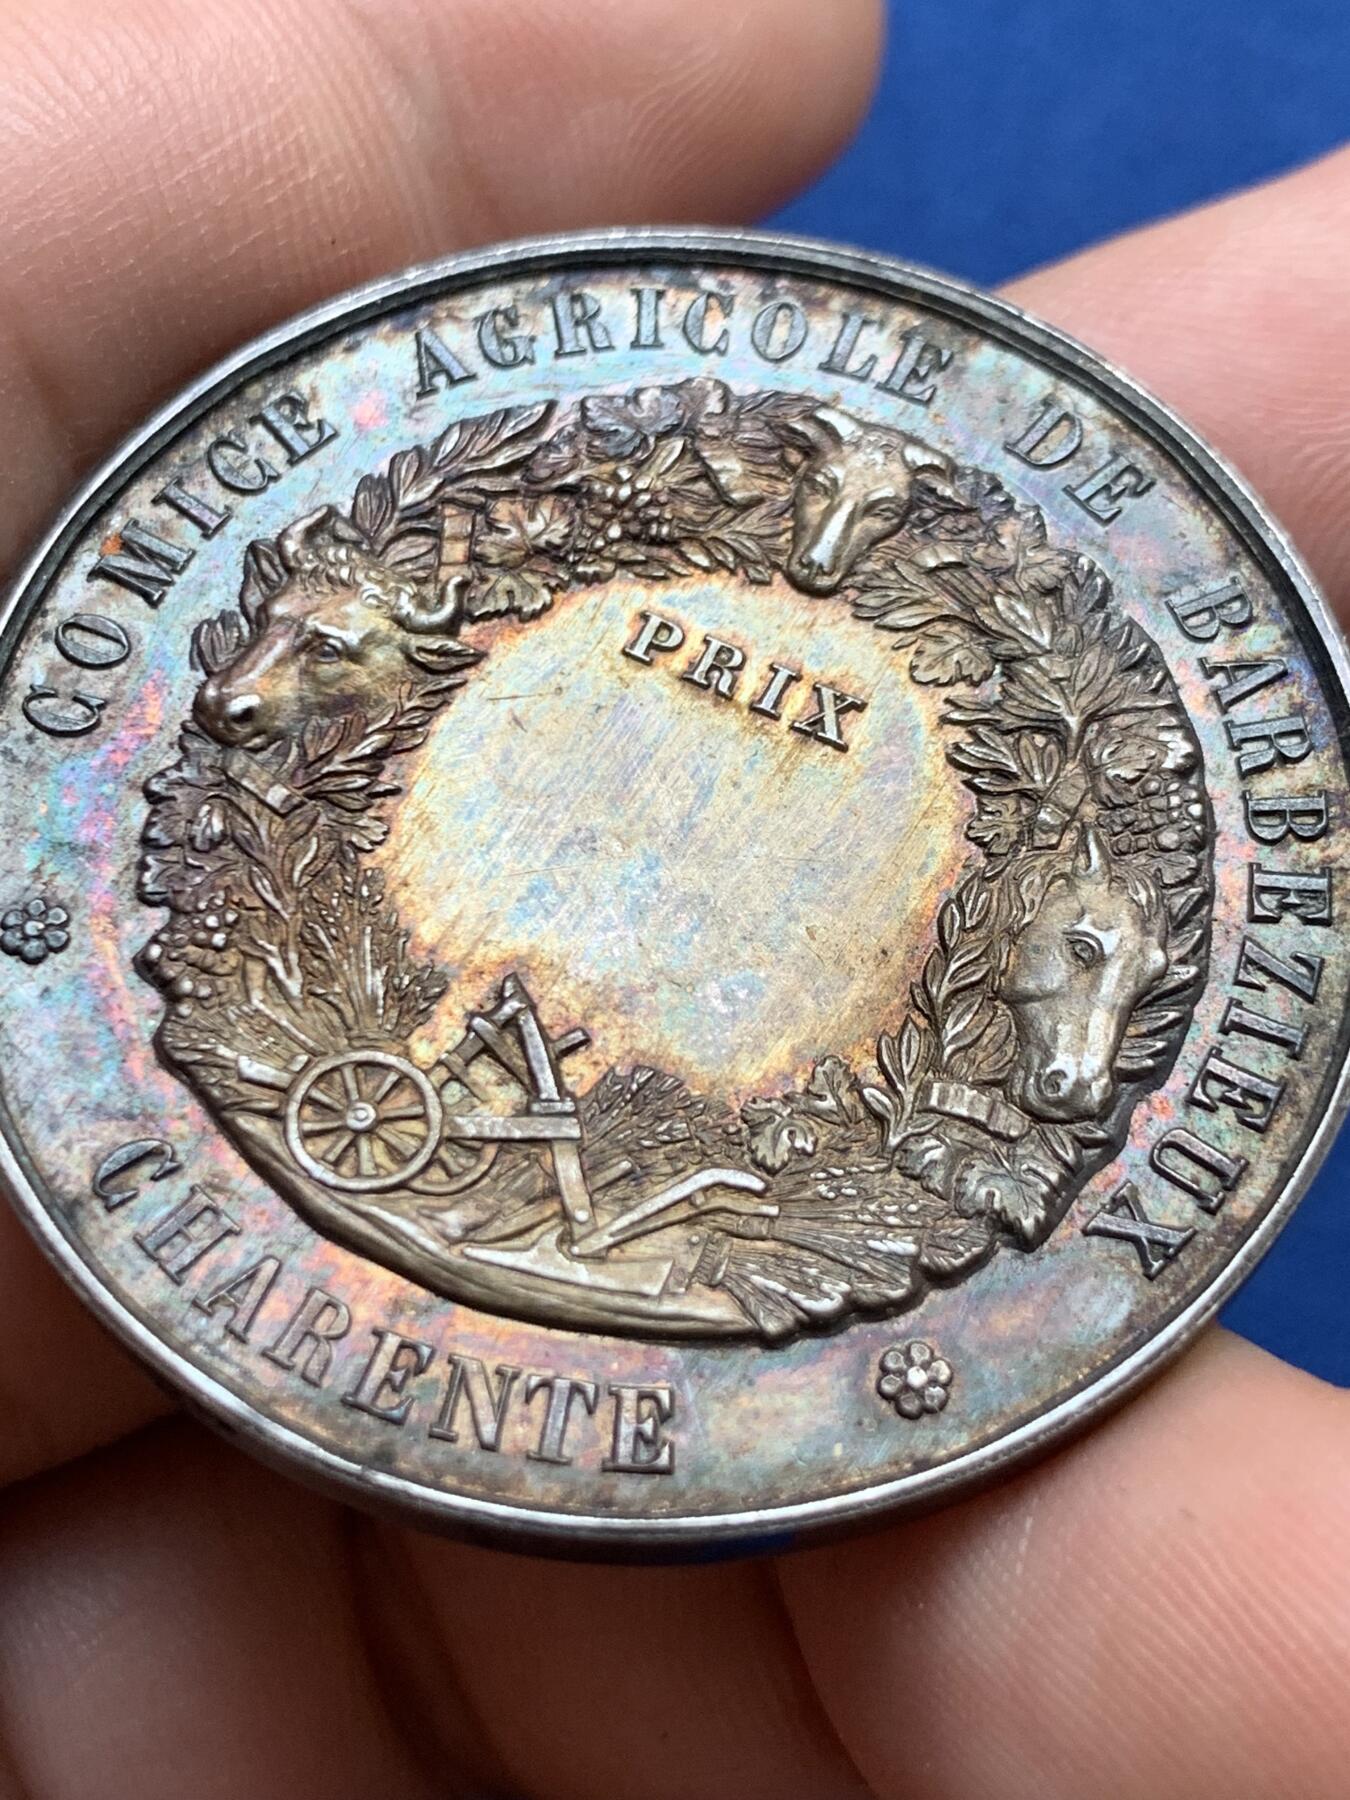 COMICE AGRICOLE DE BARBEZIEUX
PRIX
CHARENTE